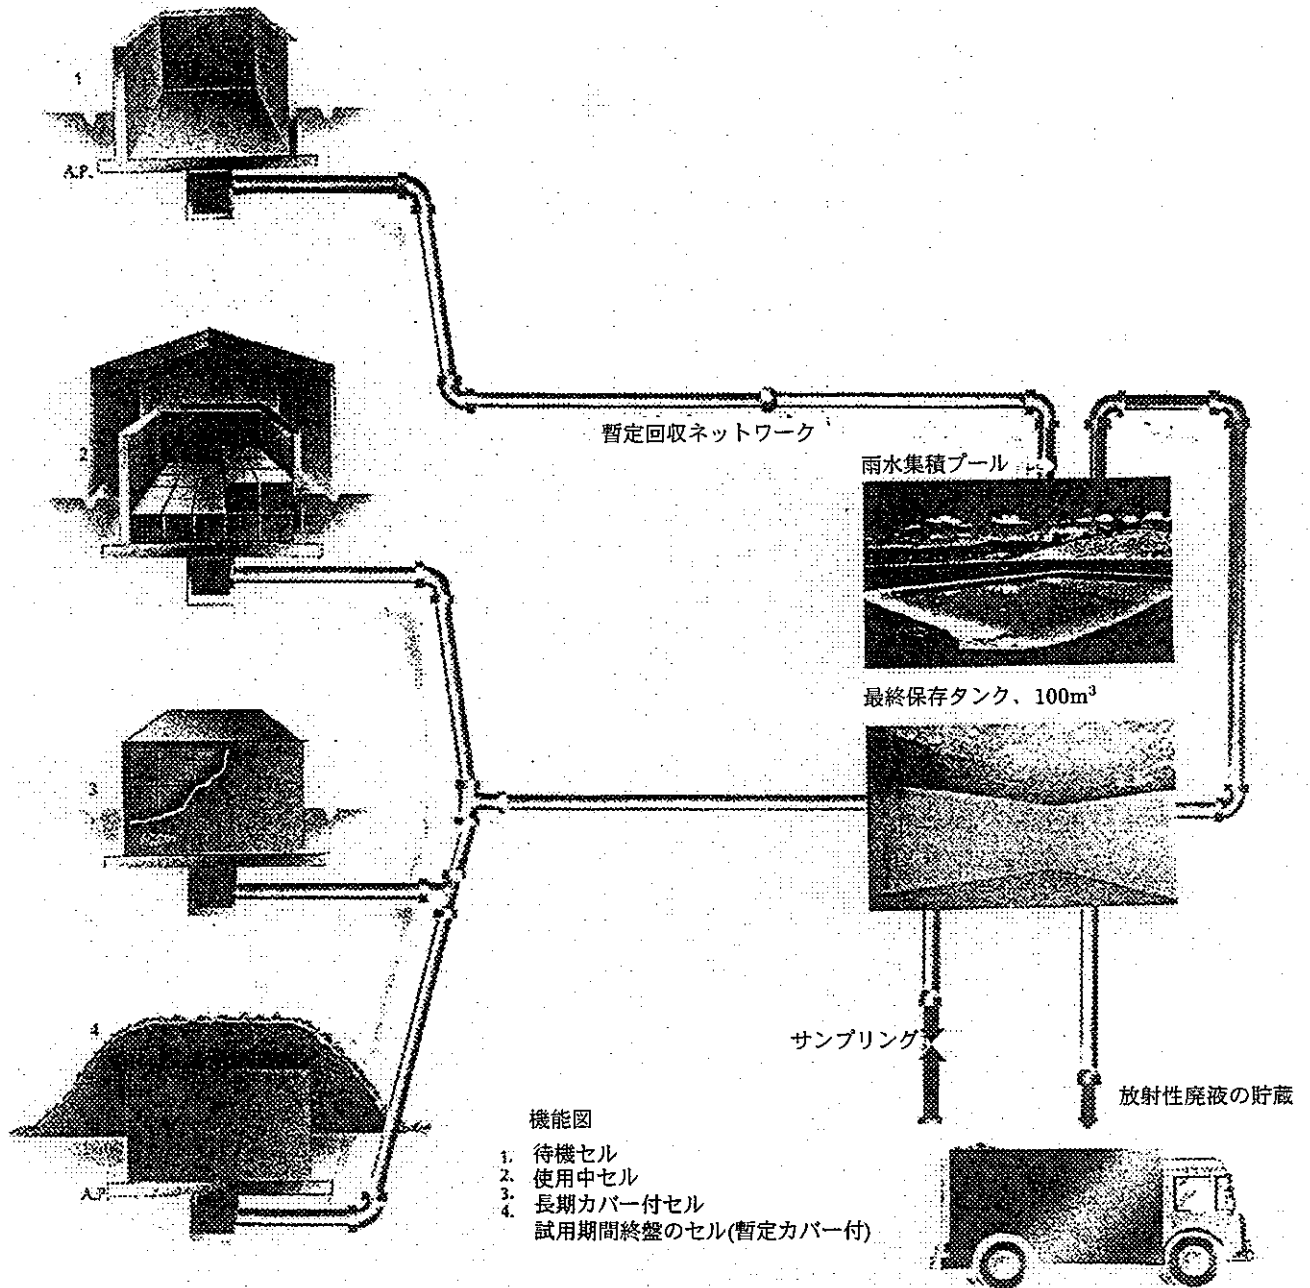 1
A.P.
暫定回収ネットワーク
雨水集積プール
2
最終保存タンク、100m³
3
4
サンプリング
放射性廃液の貯蔵
A.P.
機能図
1. 待機セル
2. 使用中セル
3. 長期カバー付セル
4. 試用期間終盤のセル(暫定カバー付)